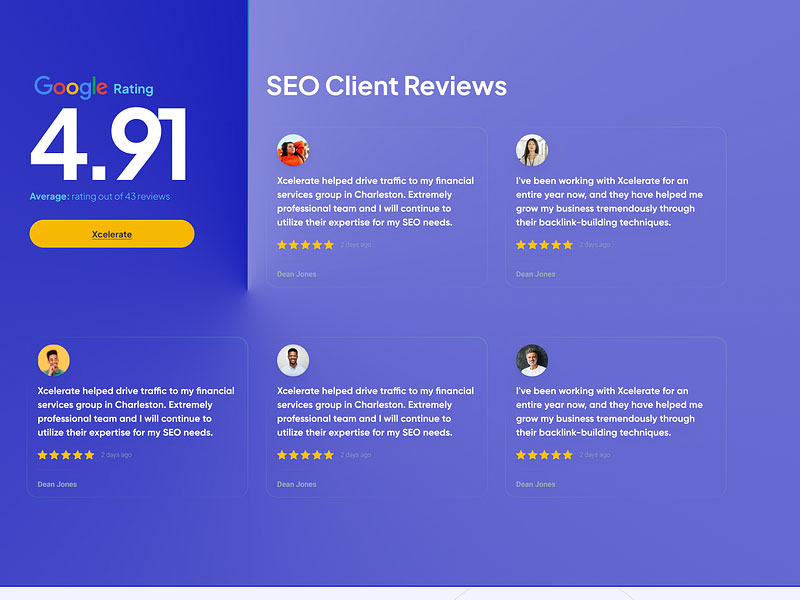 Google Rating
4.91
Average: rating out of 43 reviews
Xcelerate
SEO Client Reviews
Xcelerate helped drive traffic to my financial
services group in Charleston. Extremely
professional team and I will continue to
utilize their expertise for my SEO needs.
2 days ago
Dean Jones
I've been working with Xcelerate for an
entire year now, and they have helped me
grow my business tremendously through
their backlink-building techniques.
2 days ago
Dean Jones
Xcelerate helped drive traffic to my financial
services group in Charleston. Extremely
professional team and I will continue to
utilize their expertise for my SEO needs.
2 days ago
Dean Jones
Xcelerate helped drive traffic to my financial
services group in Charleston. Extremely
professional team and I will continue to
utilize their expertise for my SEO needs.
2 days ago
Dean Jones
I've been working with Xcelerate for an
entire year now, and they have helped me
grow my business tremendously through
their backlink-building techniques.
2 days ago
Dean Jones